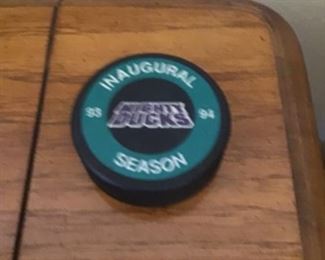 INAUGURAL
93 MIGHTY 94
DUCKS
SEASON